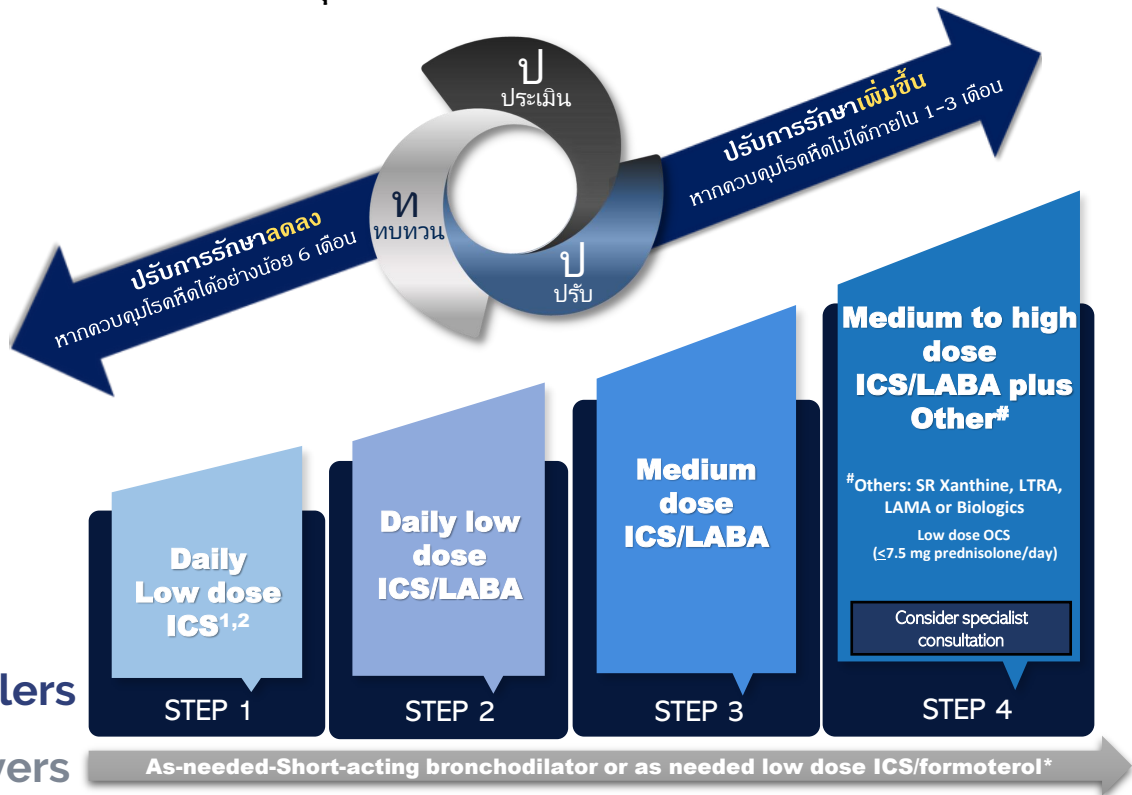 ป
ประเมิน
ท
ทบทวน
ป
ปรับ
ปรับการรักษาลดลง
หากควบคุมโรคหืดได้อย่างน้อย 6 เดือน
ปรับการรักษาเพิ่มขึ้น
หากควบคุมโรคหืดไม่ได้ภายใน 1-3 เดือน
Daily
Low dose
ICS1,2
STEP 1
Daily low
dose
ICS/LABA
STEP 2
Medium
dose
ICS/LABA
STEP 3
Medium to high
dose
ICS/LABA plus
Other#
#Others: SR Xanthine, LTRA,
LAMA or Biologics
Low dose OCS
(≤7.5 mg prednisolone/day)
Consider specialist
consultation
STEP 4
lers
vers
As-needed-Short-acting bronchodilator or as needed low dose ICS/formoterol*